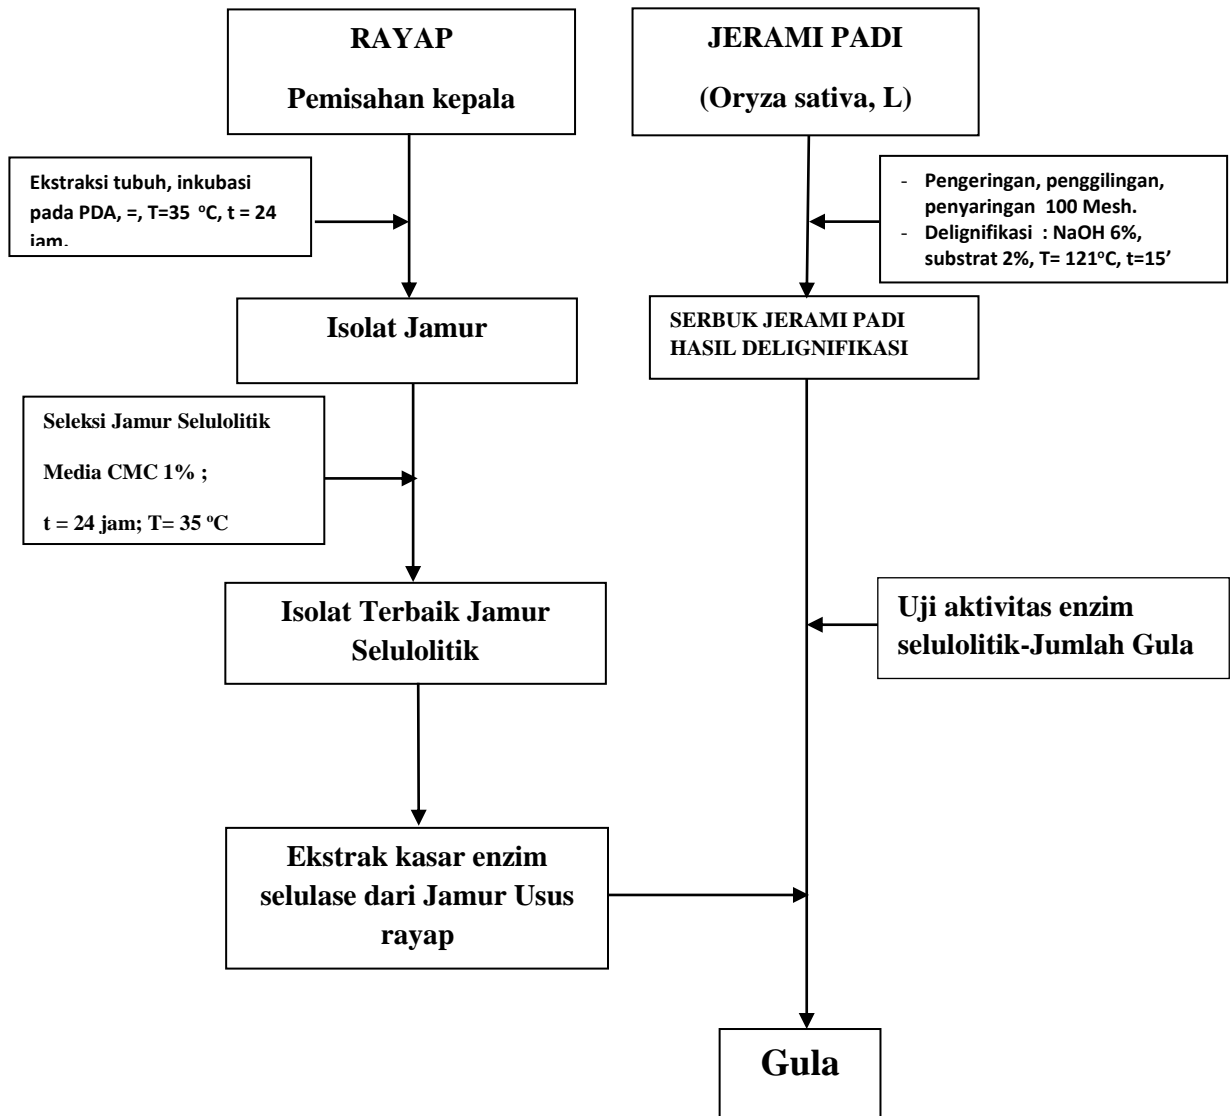 RAYAP
Pemisahan kepala
JERAMI PADI
(Oryza sativa, L)
Ekstraksi tubuh, inkubasi
pada PDA, =, T=35 °C, t = 24
jam.
- Pengeringan, penggilingan,
penyaringan 100 Mesh.
- Delignifikasi : NaOH 6%,
substrat 2%, T= 121°C, t=15’
Isolat Jamur
SERBUK JERAMI PADI
HASIL DELIGNIFIKASI
Seleksi Jamur Selulolitik
Media CMC 1% ;
t = 24 jam; T= 35 °C
Isolat Terbaik Jamur
Selulolitik
Uji aktivitas enzim
selulolitik-Jumlah Gula
Ekstrak kasar enzim
selulase dari Jamur Usus
rayap
Gula